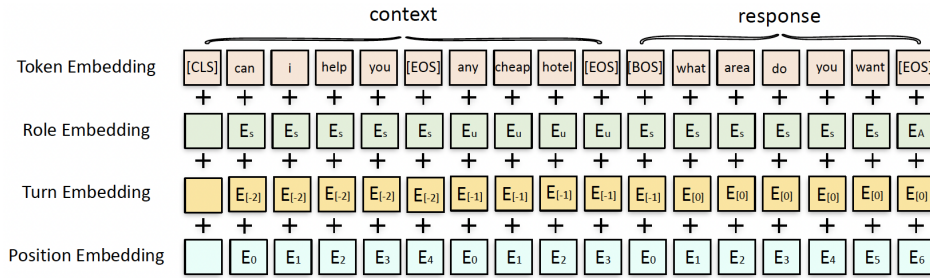 context response
Token Embedding [CLS] can i help you [EOS] any cheap hotel [EOS] [BOS] what area do you want [EOS]
+ + + + + + + + + + + + + + + + +
Role Embedding Es Es Es Es Es Eu Eu Eu Eu Es Es Es Es Es Es EA
+ + + + + + + + + + + + + + + + +
Turn Embedding E[-2] E[-2] E[-2] E[-2] E[-2] E[-1] E[-1] E[-1] E[-1] E[-1] E[0] E[0] E[0] E[0] E[0] E[0]
+ + + + + + + + + + + + + + + + +
Position Embedding E0 E1 E2 E3 E4 E0 E1 E2 E3 E0 E1 E2 E3 E4 E5 E6